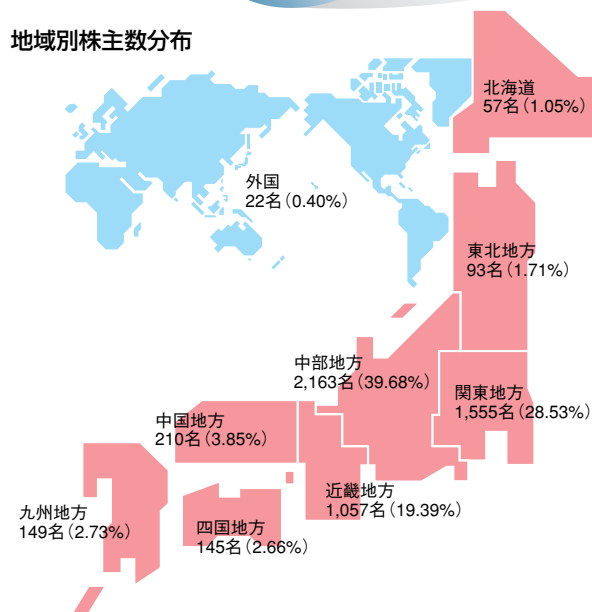 地域別株主数分布
北海道
57名(1.05%)
外国
22名(0.40%)
東北地方
93名(1.71%)
中部地方
2,163名(39.68%)
関東地方
1,555名(28.53%)
中国地方
210名(3.85%)
近畿地方
1,057名(19.39%)
九州地方
149名(2.73%)
四国地方
145名(2.66%)